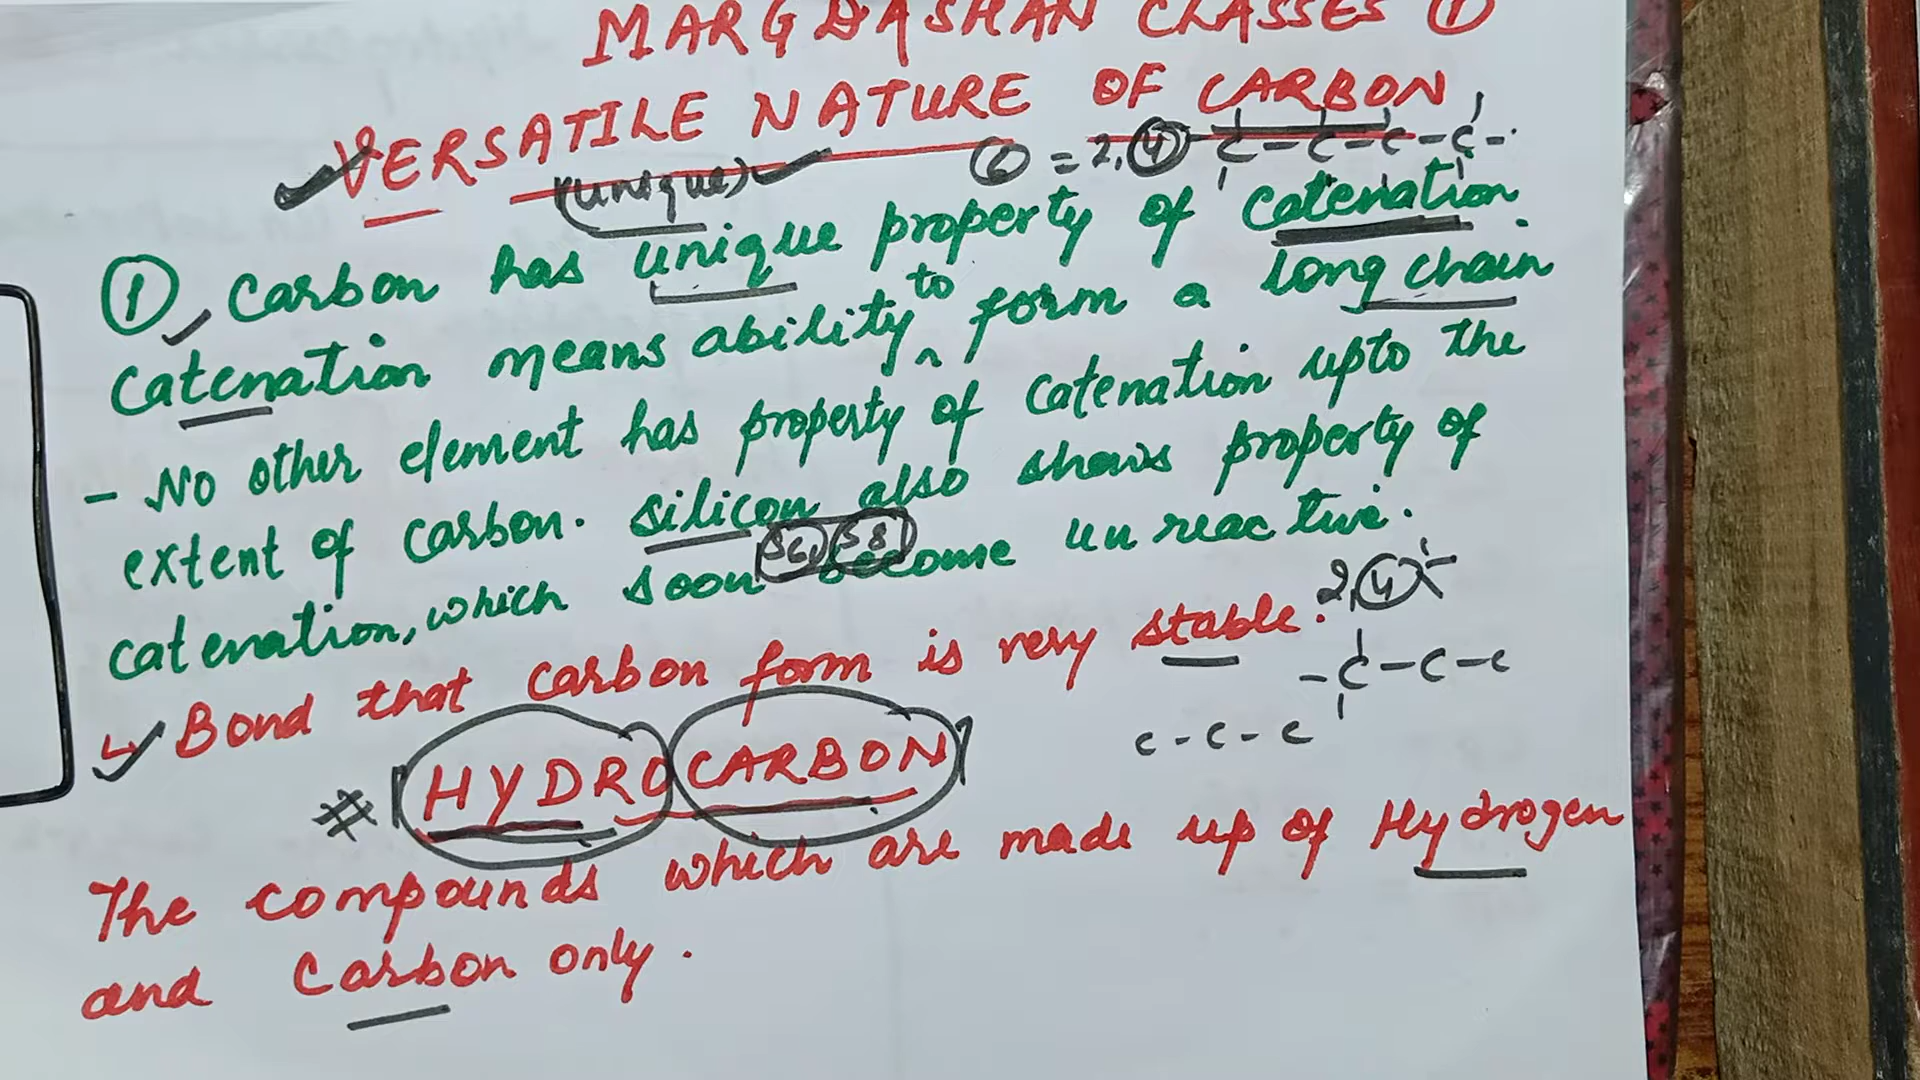 MARGDASHAN CLASSES ①
VERSATILE NATURE OF CARBON
(unique) ⑥ = 2,④ - C - C - C - C -
① Carbon has unique property of Catenation.
Catenation means ability to form a long chain
- No other element has property of Catenation upto the
extent of Carbon. Silicon also shows property of
catenation, which soon become unreactive.
S6, S8
↳ Bond that carbon form is very stable. 2,④
- C - C - C
C - C - C
# HYDROCARBON
The compounds which are made up of Hydrogen
and Carbon only.